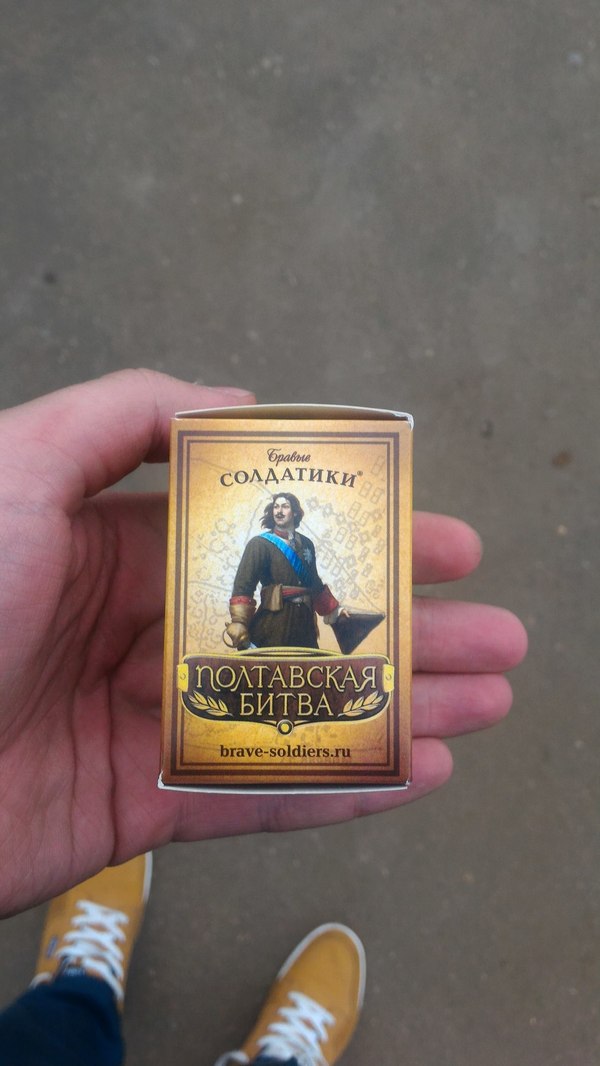 Бравые
СОЛДАТИКИ®
ПОЛТАВСКАЯ
БИТВА
brave-soldiers.ru